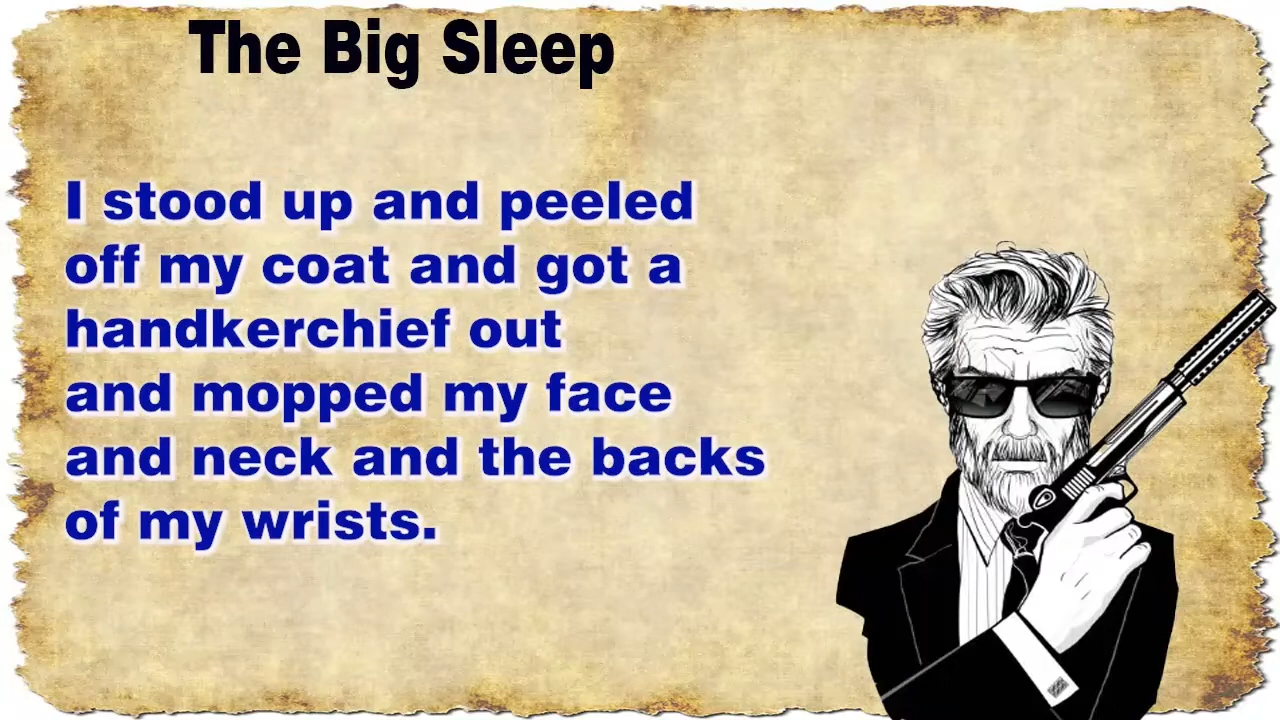 The Big Sleep
I stood up and peeled
off my coat and got a
handkerchief out
and mopped my face
and neck and the backs
of my wrists.